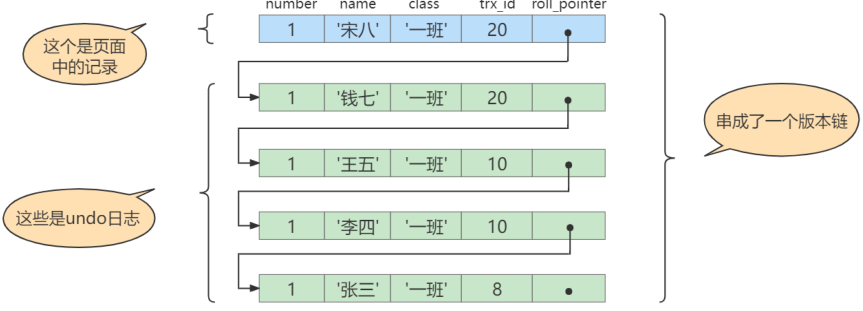 number name class trx_id roll_pointer
1 '宋八' '一班' 20
这个是页面
中的记录
1 '钱七' '一班' 20
串成了一个版本链
1 '王五' '一班' 10
这些是undo日志
1 '李四' '一班' 10
1 '张三' '一班' 8